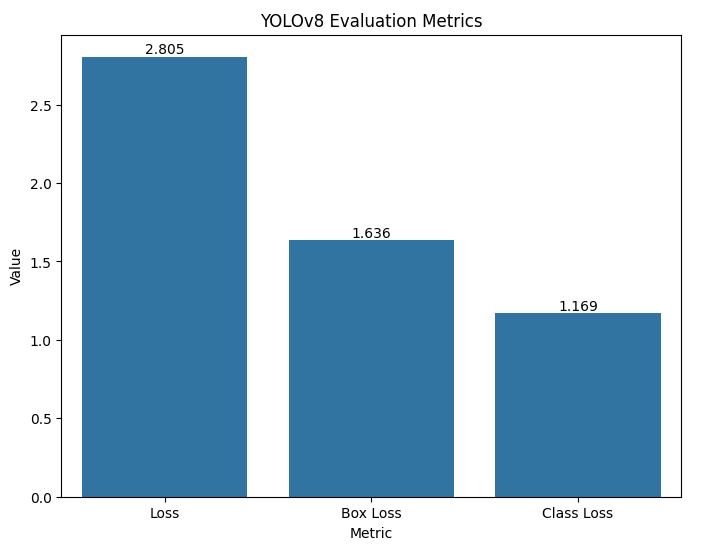 YOLOv8 Evaluation Metrics
2.805
1.636
1.169
2.5
2.0
1.5
1.0
0.5
0.0
Value
Loss
Box Loss
Class Loss
Metric